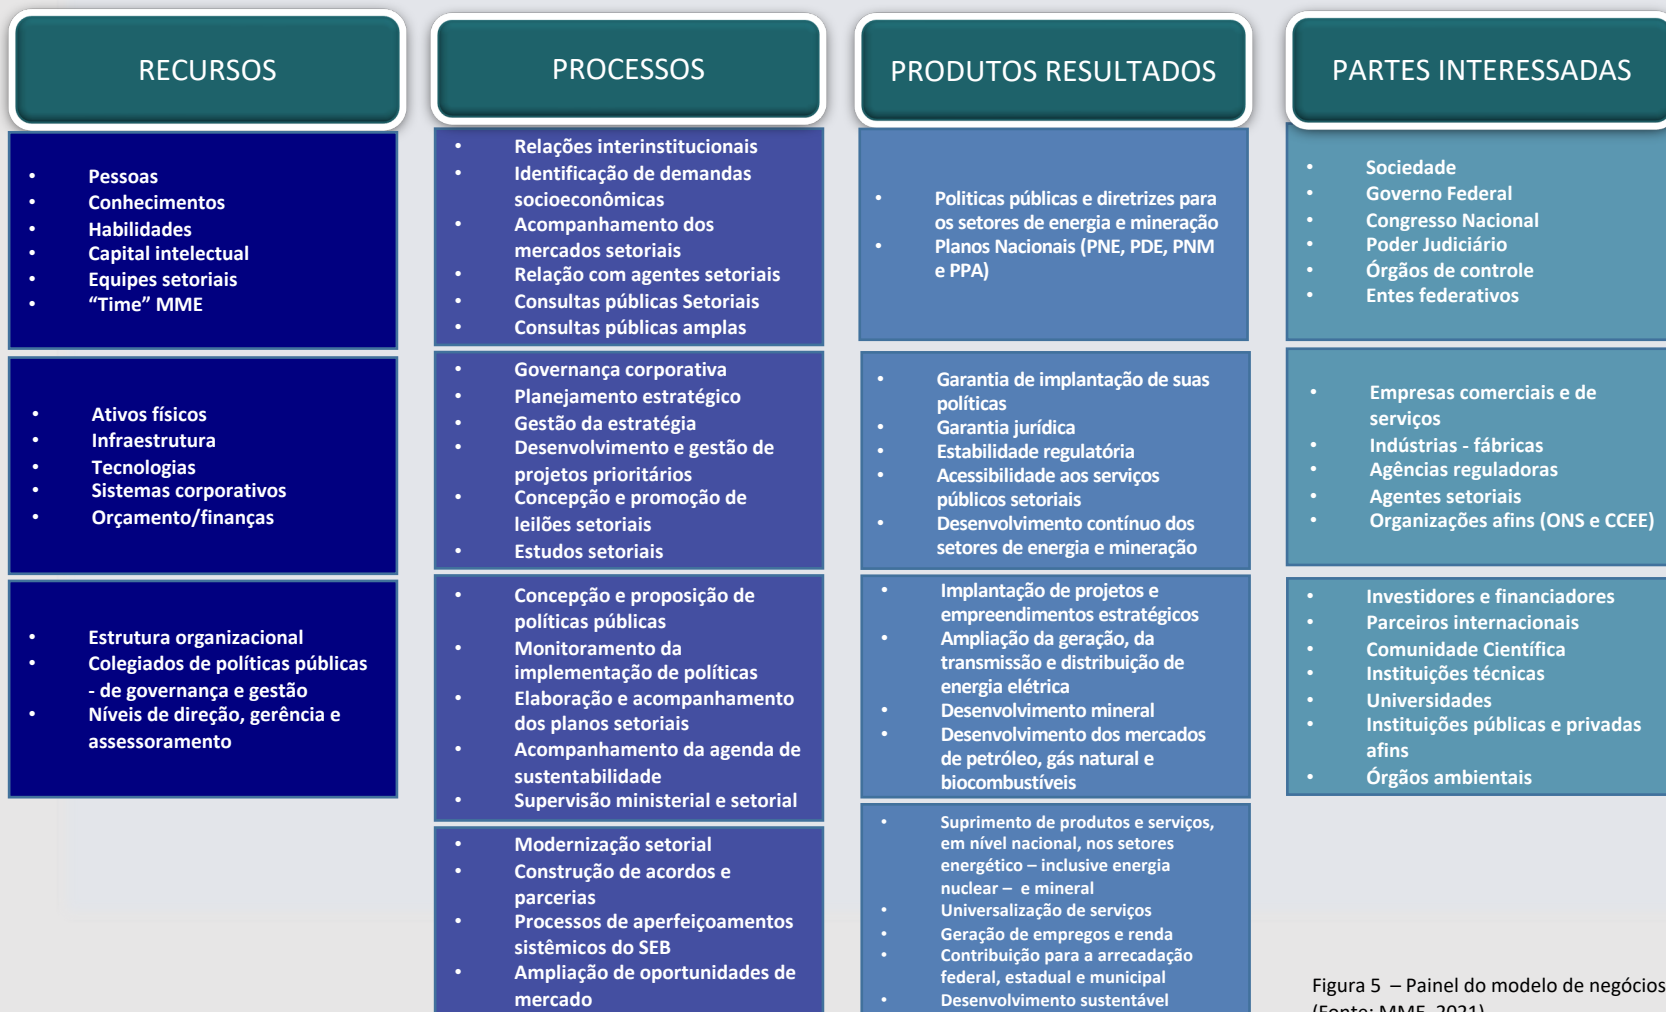 RECURSOS
• Pessoas
• Conhecimentos
• Habilidades
• Capital intelectual
• Equipes setoriais
• “Time” MME
• Ativos físicos
• Infraestrutura
• Tecnologias
• Sistemas corporativos
• Orçamento/finanças
• Estrutura organizacional
• Colegiados de políticas públicas
- de governança e gestão
• Níveis de direção, gerência e
assessoramento
PROCESSOS
• Relações interinstitucionais
• Identificação de demandas
socioeconômicas
• Acompanhamento dos
mercados setoriais
• Relação com agentes setoriais
• Consultas públicas Setoriais
• Consultas públicas amplas
• Governança corporativa
• Planejamento estratégico
• Gestão da estratégia
• Desenvolvimento e gestão de
projetos prioritários
• Concepção e promoção de
leilões setoriais
• Estudos setoriais
• Concepção e proposição de
políticas públicas
• Monitoramento da
implementação de políticas
• Elaboração e acompanhamento
dos planos setoriais
• Acompanhamento da agenda de
sustentabilidade
• Supervisão ministerial e setorial
• Modernização setorial
• Construção de acordos e
parcerias
• Processos de aperfeiçoamentos
sistêmicos do SEB
• Ampliação de oportunidades de
mercado
PRODUTOS RESULTADOS
• Politicas públicas e diretrizes para
os setores de energia e mineração
• Planos Nacionais (PNE, PDE, PNM
e PPA)
• Garantia de implantação de suas
políticas
• Garantia jurídica
• Estabilidade regulatória
• Acessibilidade aos serviços
públicos setoriais
• Desenvolvimento contínuo dos
setores de energia e mineração
• Implantação de projetos e
empreendimentos estratégicos
• Ampliação da geração, da
transmissão e distribuição de
energia elétrica
• Desenvolvimento mineral
• Desenvolvimento dos mercados
de petróleo, gás natural e
biocombustíveis
• Suprimento de produtos e serviços,
em nível nacional, nos setores
energético – inclusive energia
nuclear – e mineral
• Universalização de serviços
• Geração de empregos e renda
• Contribuição para a arrecadação
federal, estadual e municipal
• Desenvolvimento sustentável
PARTES INTERESSADAS
• Sociedade
• Governo Federal
• Congresso Nacional
• Poder Judiciário
• Órgãos de controle
• Entes federativos
• Empresas comerciais e de
serviços
• Indústrias - fábricas
• Agências reguladoras
• Agentes setoriais
• Organizações afins (ONS e CCEE)
• Investidores e financiadores
• Parceiros internacionais
• Comunidade Científica
• Instituições técnicas
• Universidades
• Instituições públicas e privadas
afins
• Órgãos ambientais
Figura 5 – Painel do modelo de negócios
(Fonte: MME, 2021)